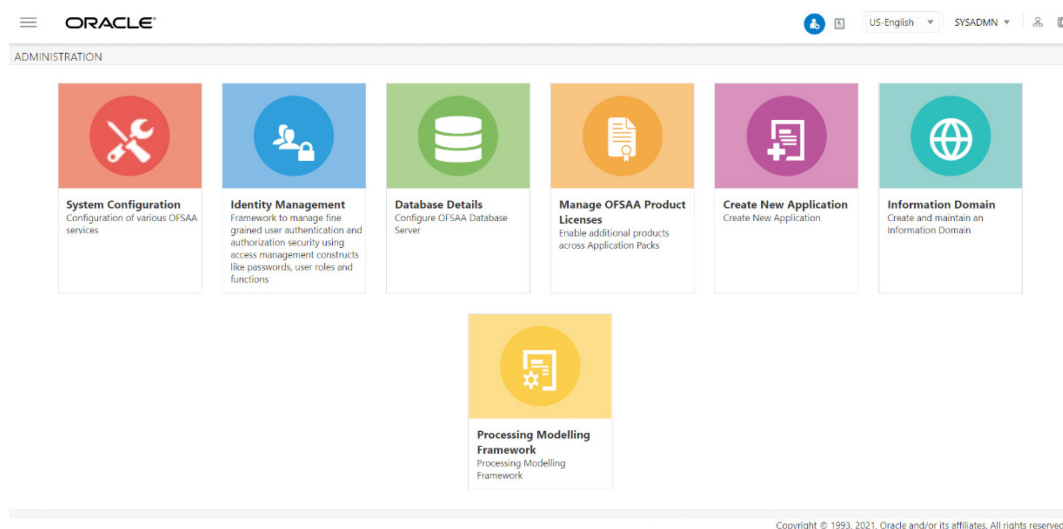 ORACLE
US-English
SYSADMN
ADMINISTRATION
System Configuration
Configuration of various OFSAA
services
Identity Management
Framework to manage fine
grained user authentication and
authorization security using
access management constructs
like passwords, user roles and
functions
Database Details
Configure OFSAA Database
Server
Manage OFSAA Product
Licenses
Enable additional products
across Application Packs
Create New Application
Create New Application
Information Domain
Create and maintain an
Information Domain
Processing Modelling
Framework
Processing Modelling
Framework
Copyright © 1993, 2021, Oracle and/or its affiliates. All rights reserved